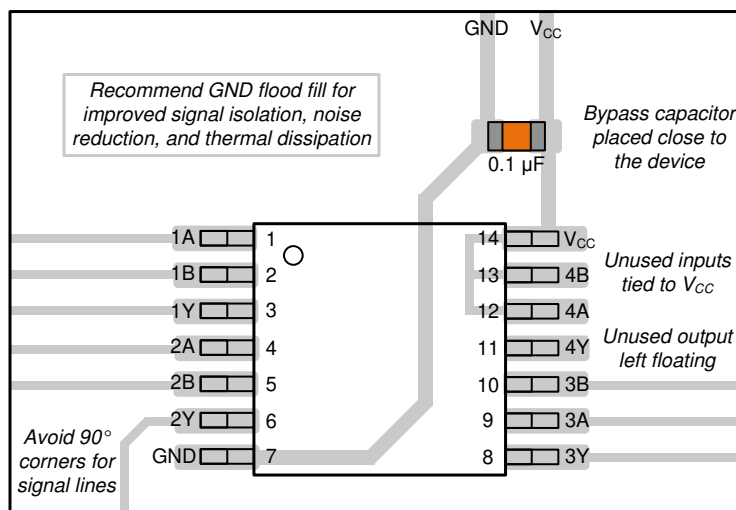 GND V_CC
Recommend GND flood fill for
improved signal isolation, noise
reduction, and thermal dissipation
Bypass capacitor
placed close to
the device
0.1 µF
1A 1 14 V_CC
1B 2 13 4B
1Y 3 12 4A
2A 4 11 4Y
2B 5 10 3B
2Y 6 9 3A
GND 7 8 3Y
Unused inputs
tied to V_CC
Unused output
left floating
Avoid 90°
corners for
signal lines